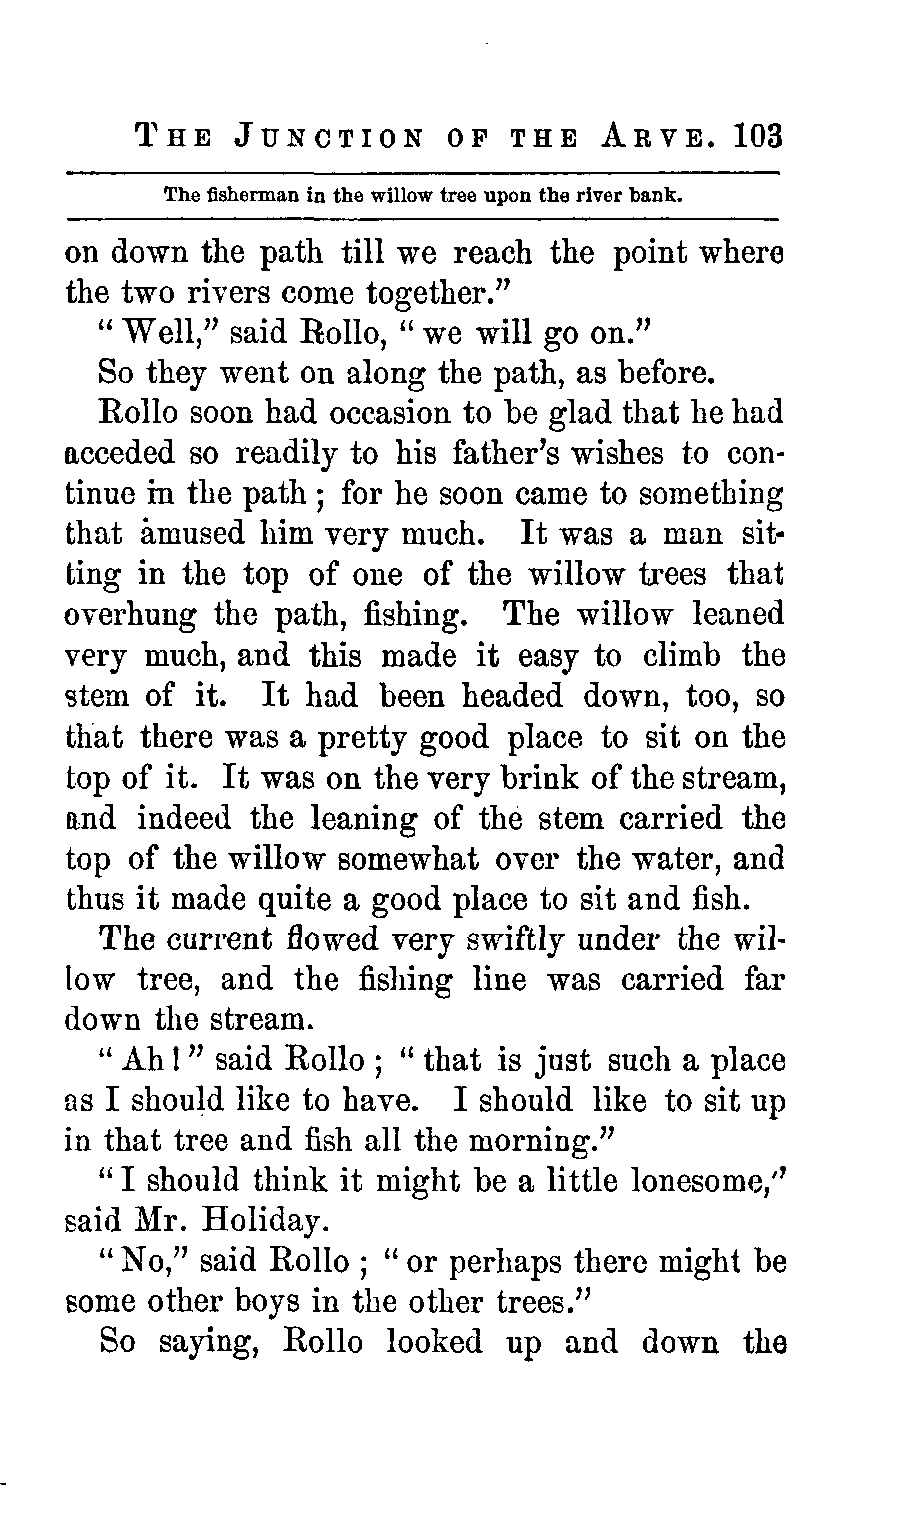 THE JUNCTION OF THE ARVE. 103
The fisherman in the willow tree upon the river bank.
on down the path till we reach the point where
the two rivers come together.”
“ Well,” said Rollo, “ we will go on.”
So they went on along the path, as before.
Rollo soon had occasion to be glad that he had
acceded so readily to his father’s wishes to con-
tinue in the path ; for he soon came to something
that amused him very much. It was a man sit-
ting in the top of one of the willow trees that
overhung the path, fishing. The willow leaned
very much, and this made it easy to climb the
stem of it. It had been headed down, too, so
that there was a pretty good place to sit on the
top of it. It was on the very brink of the stream,
and indeed the leaning of the stem carried the
top of the willow somewhat over the water, and
thus it made quite a good place to sit and fish.
The current flowed very swiftly under the wil-
low tree, and the fishing line was carried far
down the stream.
“ Ah ! ” said Rollo ; “ that is just such a place
as I should like to have. I should like to sit up
in that tree and fish all the morning.”
“ I should think it might be a little lonesome,”
said Mr. Holiday.
“ No,” said Rollo ; “ or perhaps there might be
some other boys in the other trees.”
So saying, Rollo looked up and down the